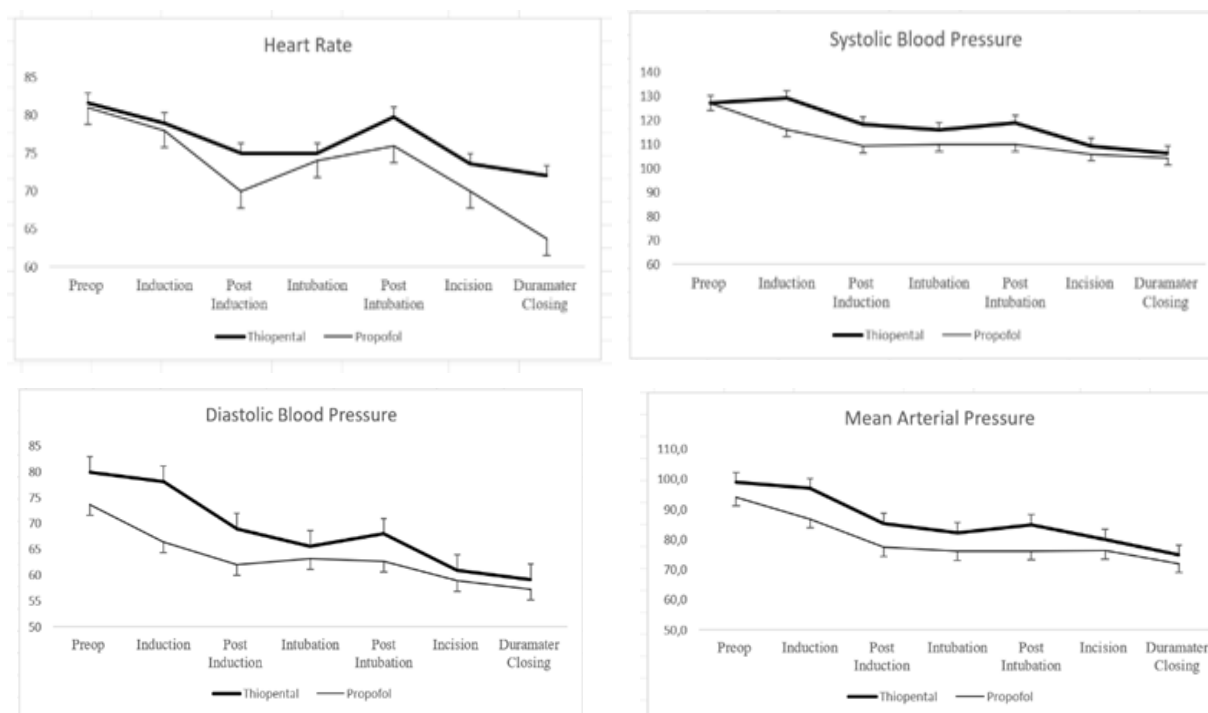 Heart Rate
85
80
75
70
65
60
Preop Induction Post Induction Intubation Post Intubation Incision Duramater Closing
Thiopental Propofol
Systolic Blood Pressure
140
130
120
110
100
90
80
70
60
Preop Induction Post Induction Intubation Post Intubation Incision Duramater Closing
Thiopental Propofol
Diastolic Blood Pressure
85
80
75
70
65
60
55
50
Preop Induction Post Induction Intubation Post Intubation Incision Duramater Closing
Thiopental Propofol
Mean Arterial Pressure
110,0
100,0
90,0
80,0
70,0
60,0
50,0
Preop Induction Post Induction Intubation Post Intubation Incision Duramater Closing
Thiopental Propofol